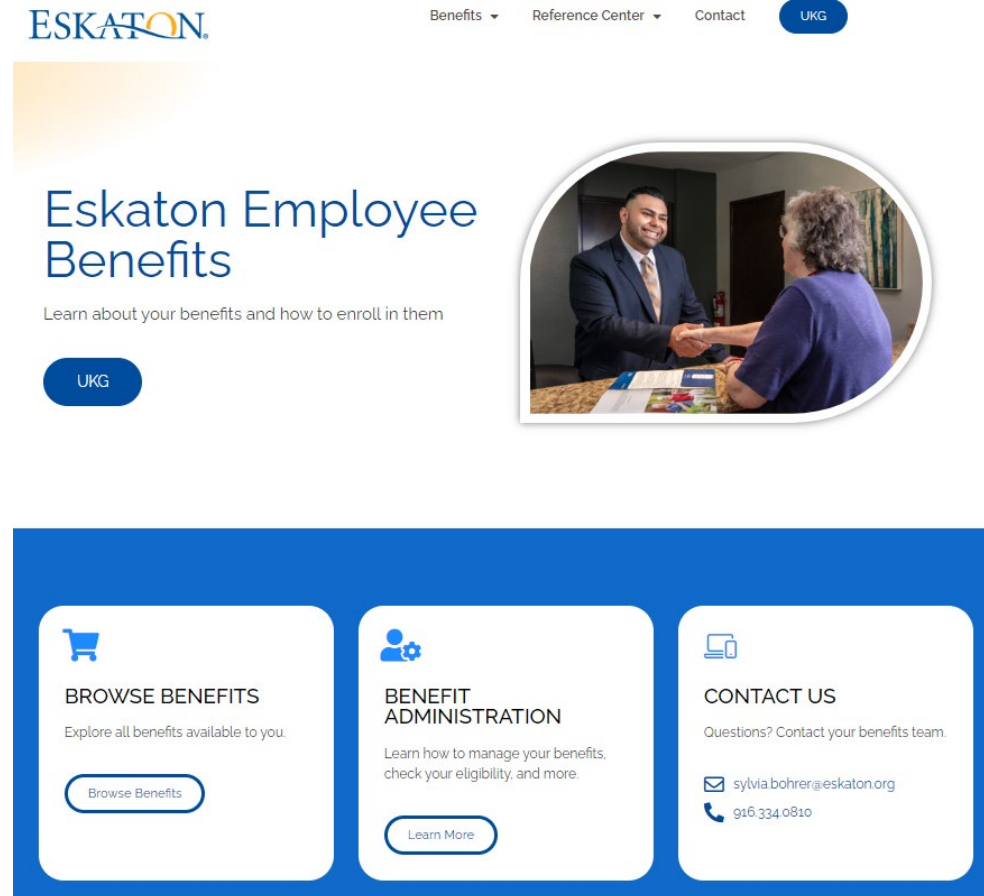 ESKATON®
Benefits
Reference Center
Contact
UKG
Eskaton Employee
Benefits
Learn about your benefits and how to enroll in them
UKG
BROWSE BENEFITS
Explore all benefits available to you.
Browse Benefits
BENEFIT
ADMINISTRATION
Learn how to manage your benefits,
check your eligibility, and more.
Learn More
CONTACT US
Questions? Contact your benefits team.
sylvia.bohrer@eskaton.org
916.334.0810